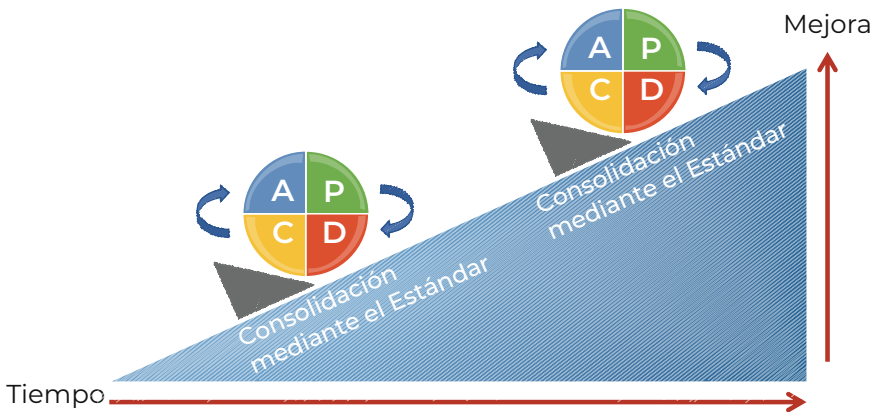 Mejora
A P
C D
Consolidación
mediante el Estándar
A P
C D
Consolidación
mediante el Estándar
Tiempo